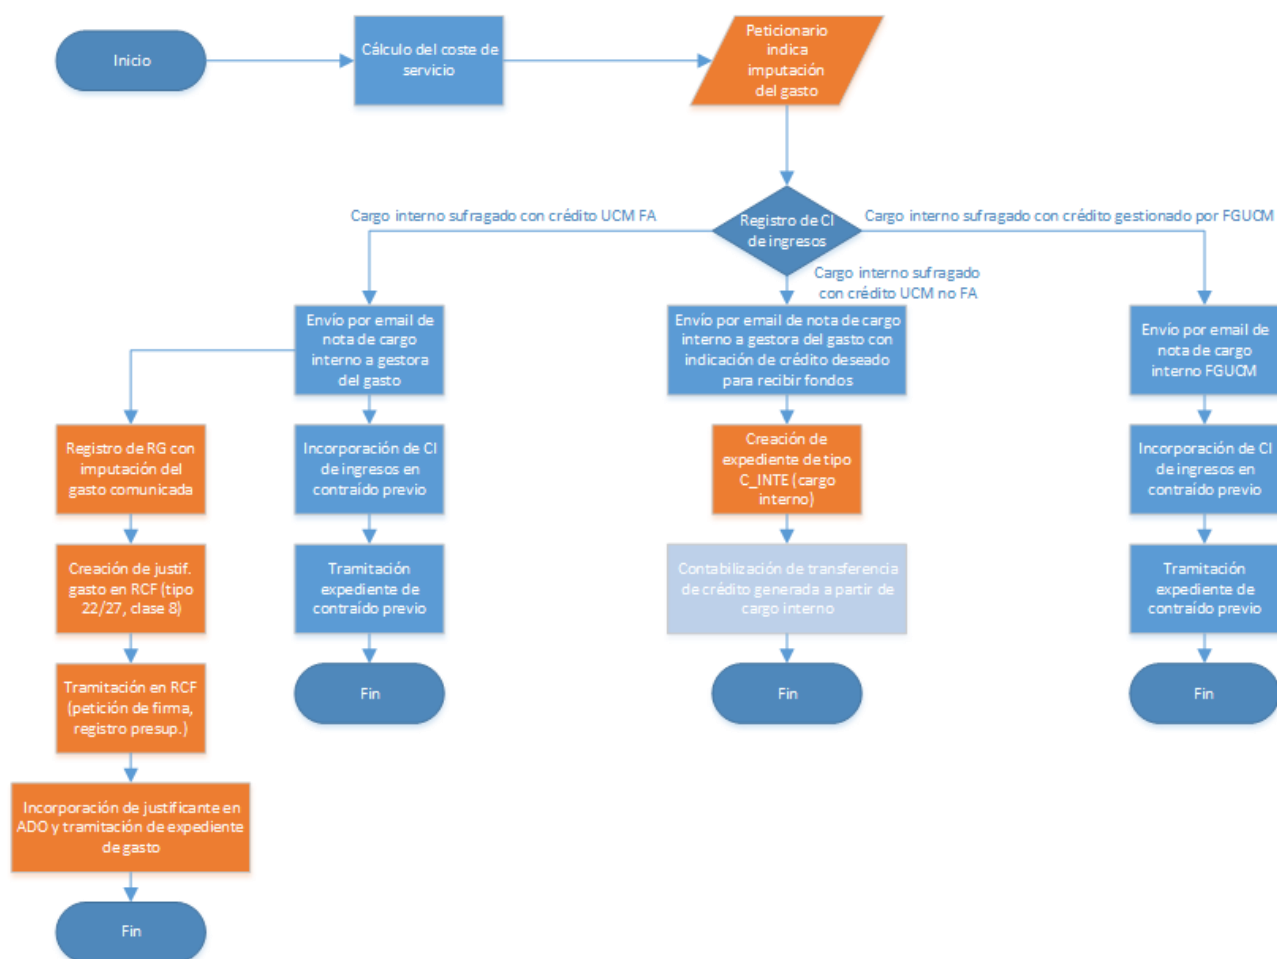 Inicio
Cálculo del coste de
servicio
Peticionario
indica
imputación
del gasto
Cargo interno sufragado con crédito UCM FA
Registro de CI
de ingresos
Cargo interno sufragado con crédito gestionado por FGUCM
Cargo interno sufragado
con crédito UCM no FA
Envío por email de
nota de cargo
interno a gestora
del gasto
Envío por email de nota de cargo
interno a gestora del gasto con
indicación de crédito deseado
para recibir fondos
Envío por email de
nota de cargo
interno FGUCM
Registro de RG con
imputación del
gasto comunicada
Incorporación de CI
de ingresos en
contraído previo
Creación de
expediente de tipo
C_INTE (cargo
interno)
Incorporación de CI
de ingresos en
contraído previo
Creación de justif.
gasto en RCF (tipo
22/27, clase 8)
Tramitación
expediente de
contraído previo
Contabilización de transferencia
de crédito generada a partir de
cargo interno
Tramitación
expediente de
contraído previo
Tramitación en RCF
(petición de firma,
registro presup.)
Fin
Fin
Fin
Incorporación de justificante en
ADO y tramitación de expediente
de gasto
Fin